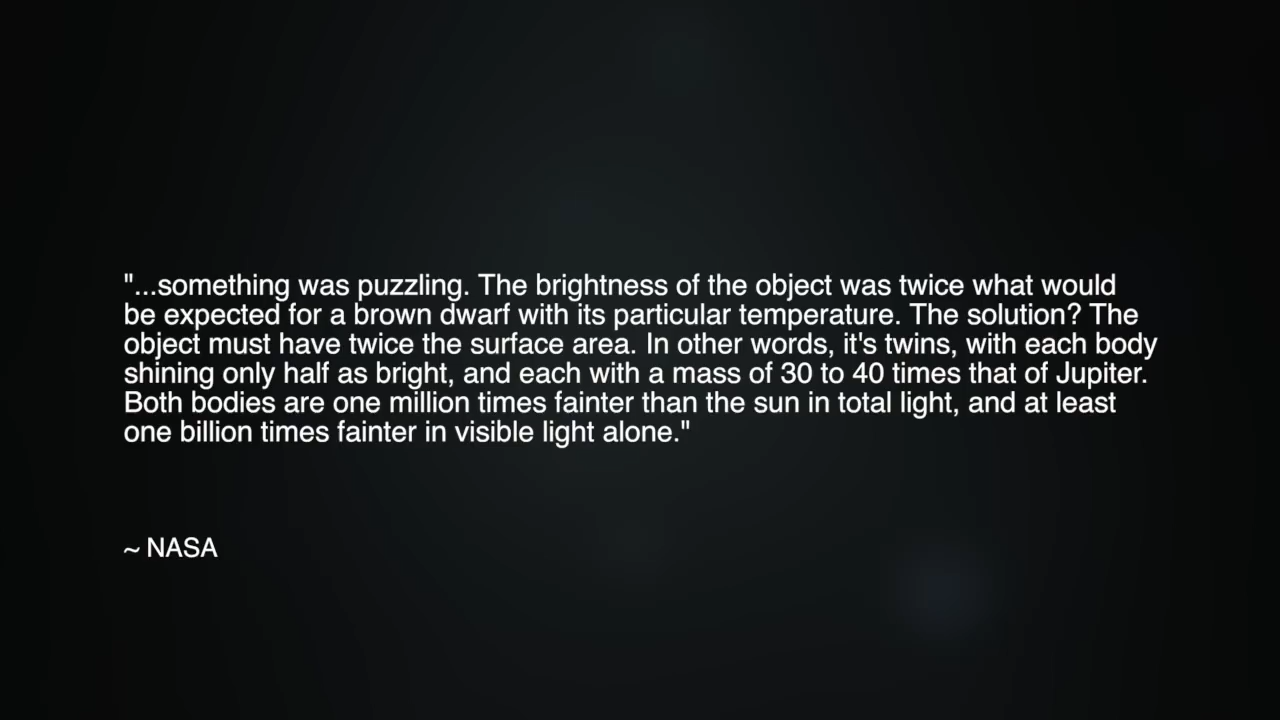 "...something was puzzling. The brightness of the object was twice what would
be expected for a brown dwarf with its particular temperature. The solution? The
object must have twice the surface area. In other words, it's twins, with each body
shining only half as bright, and each with a mass of 30 to 40 times that of Jupiter.
Both bodies are one million times fainter than the sun in total light, and at least
one billion times fainter in visible light alone."
~ NASA